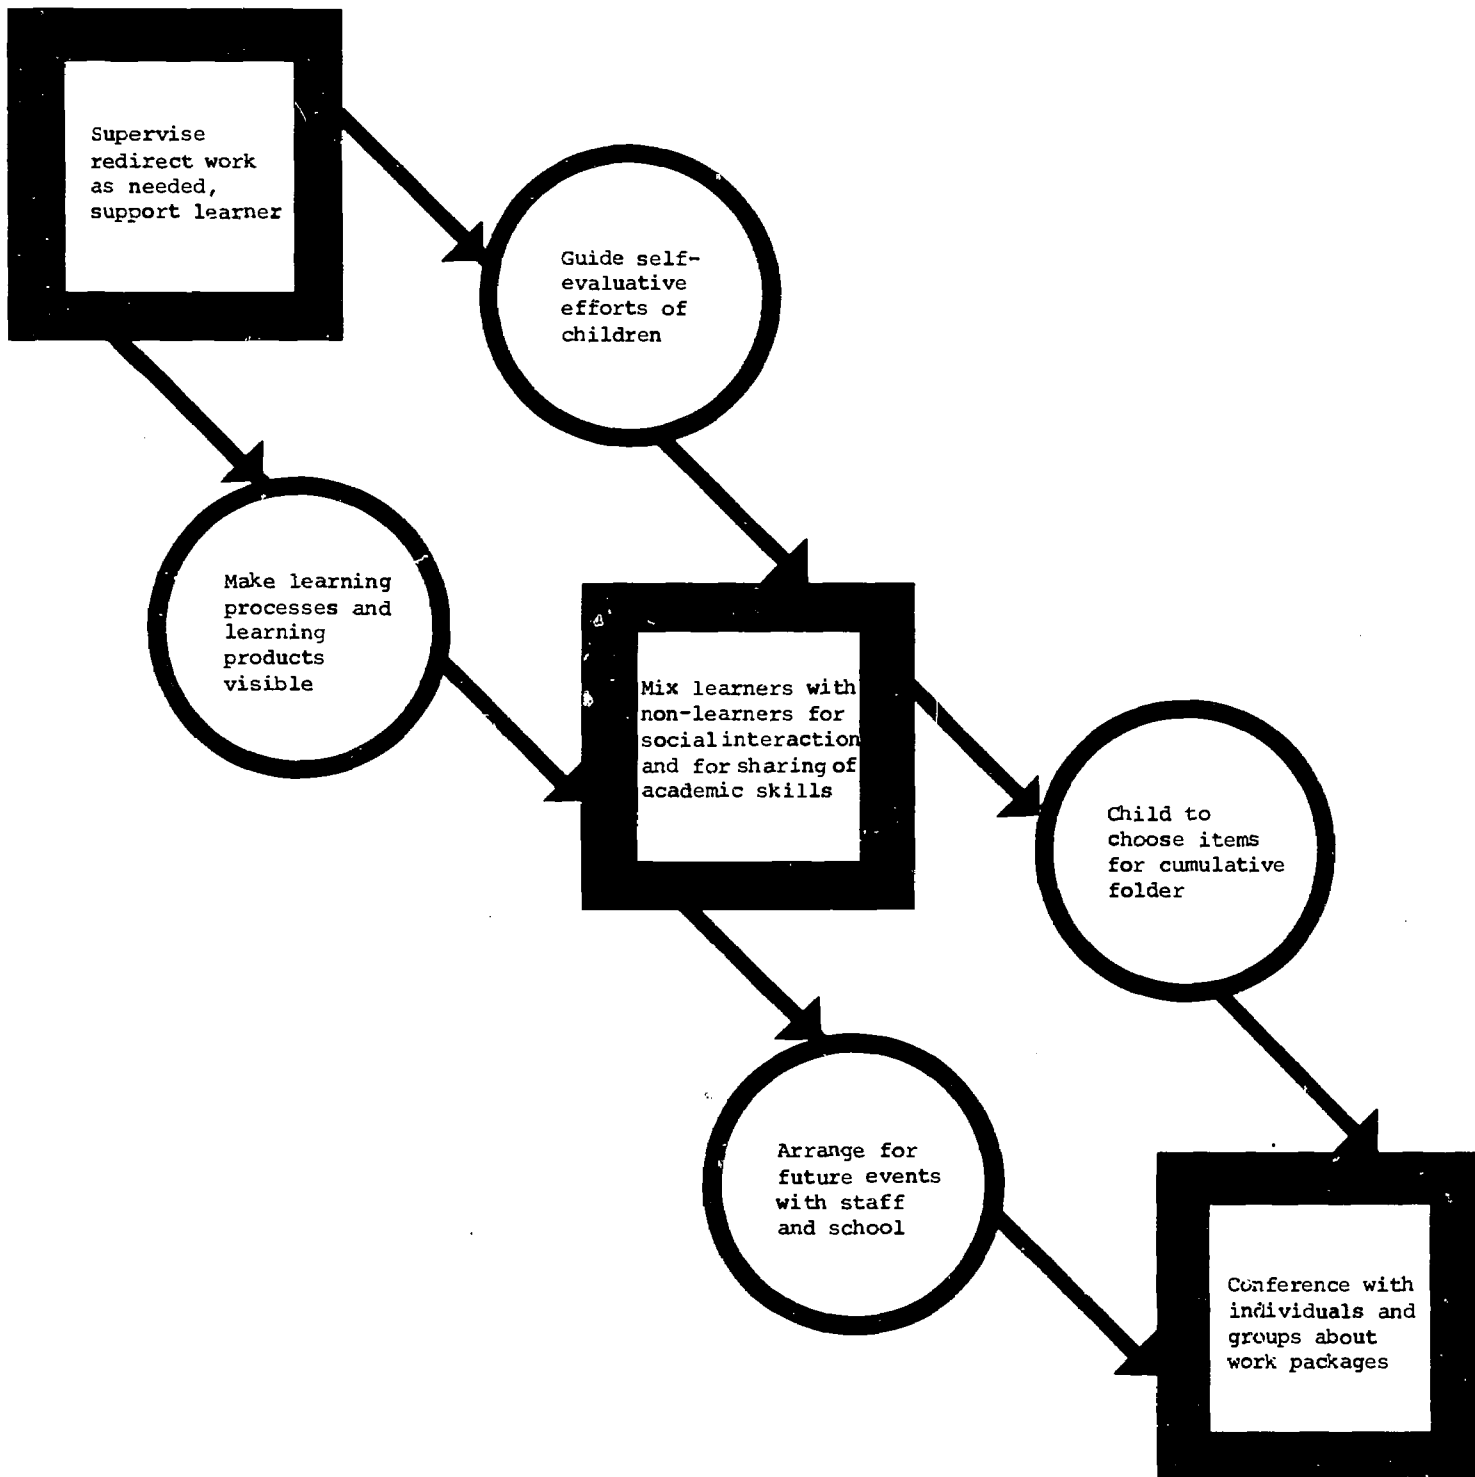 Supervise
redirect work
as needed,
support learner
Guide self-
evaluative
efforts of
children
Make learning
processes and
learning
products
visible
Mix learners with
non-learners for
social interaction
and for sharing of
academic skills
Child to
choose items
for cumulative
folder
Arrange for
future events
with staff
and school
Conference with
individuals and
groups about
work packages